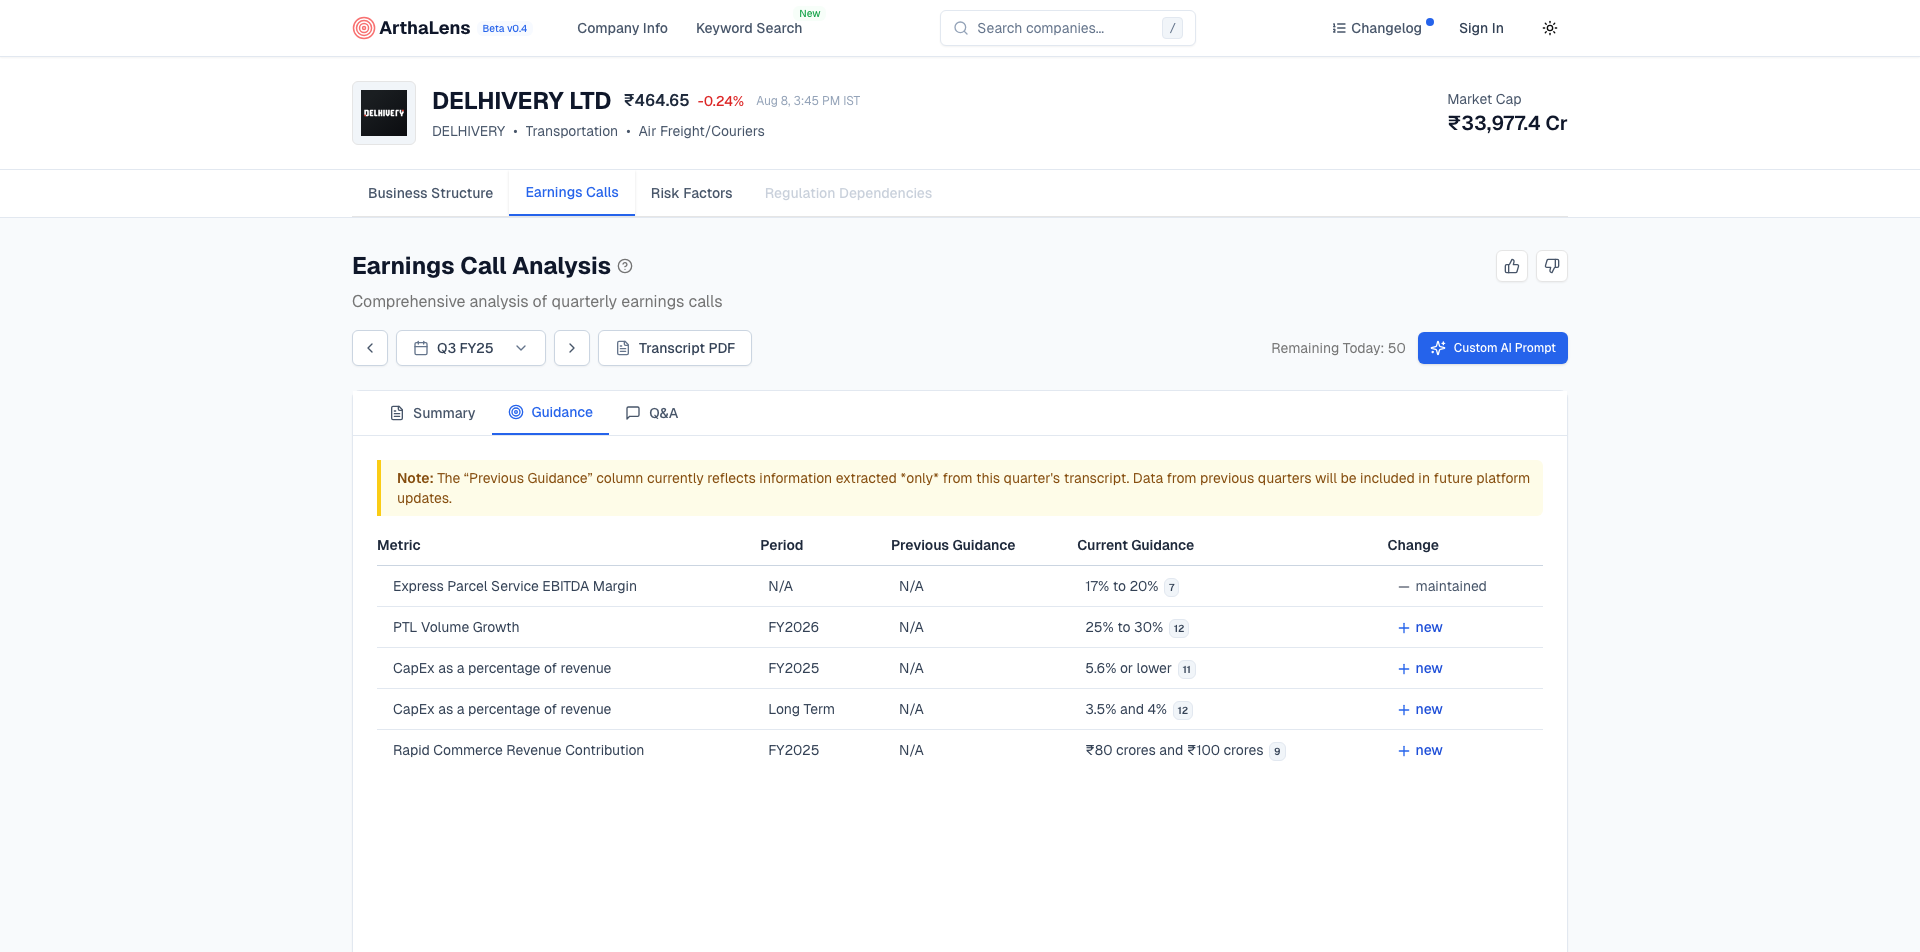 ArthaLens Beta v0.4 Company Info Keyword Search New Search companies... / Changelog Sign In
DELHIVERY
DELHIVERY LTD ₹464.65 -0.24% Aug 8, 3:45 PM IST
DELHIVERY • Transportation • Air Freight/Couriers
Market Cap
₹33,977.4 Cr
Business Structure Earnings Calls Risk Factors Regulation Dependencies
Earnings Call Analysis
Comprehensive analysis of quarterly earnings calls
Q3 FY25 Transcript PDF Remaining Today: 50 Custom AI Prompt
Summary Guidance Q&A
Note: The “Previous Guidance” column currently reflects information extracted *only* from this quarter's transcript. Data from previous quarters will be included in future platform
updates.
Metric Period Previous Guidance Current Guidance Change
Express Parcel Service EBITDA Margin N/A N/A 17% to 20% 7 — maintained
PTL Volume Growth FY2026 N/A 25% to 30% 12 + new
CapEx as a percentage of revenue FY2025 N/A 5.6% or lower 11 + new
CapEx as a percentage of revenue Long Term N/A 3.5% and 4% 12 + new
Rapid Commerce Revenue Contribution FY2025 N/A ₹80 crores and ₹100 crores 9 + new